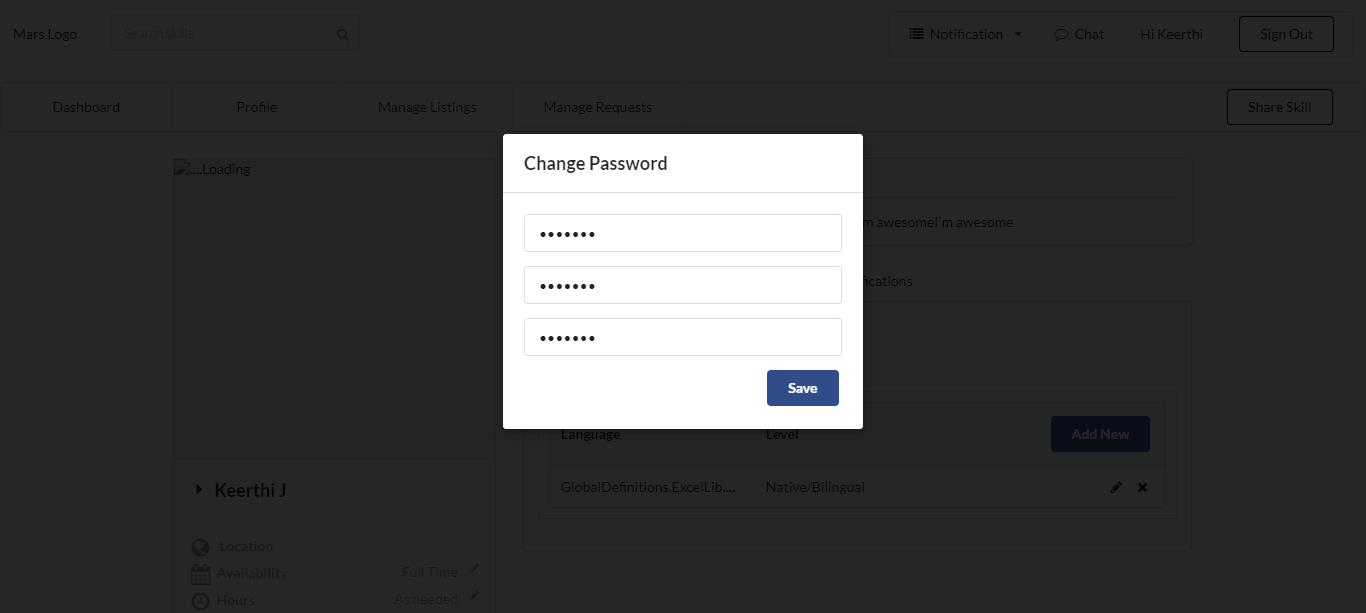 Mars Logo
Search skills
Notification
Chat
Hi Keerthi
Sign Out
Dashboard
Profile
Manage Listings
Manage Requests
Share Skill
....Loading
Change Password
•••••••
•••••••
•••••••
Save
m awesomeI'm awesome
fications
Language Level
Add New
GlobalDefinitions.ExcelLib.... Native/Bilingual
Keerthi J
Location
Availability Full Time
Hours As needed